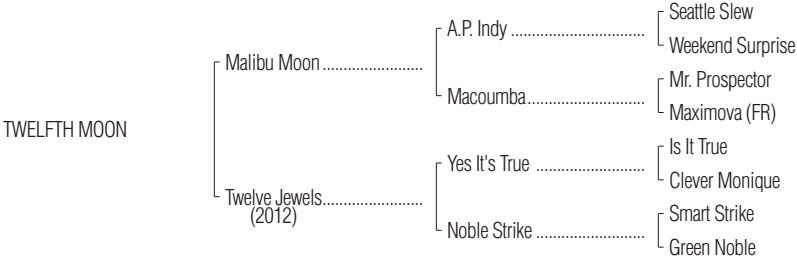 Seattle Slew
A.P. Indy ..................................
Weekend Surprise
Malibu Moon .........................
Mr. Prospector
Macoumba..............................
Maximova (FR)
TWELFTH MOON
Is It True
Yes It's True ...........................
Clever Monique
Twelve Jewels.........................
(2012)
Smart Strike
Noble Strike ...........................
Green Noble